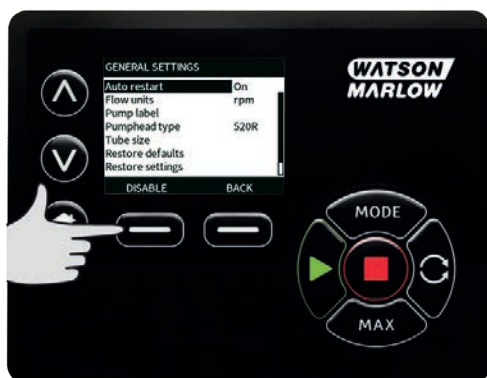 GENERAL SETTINGS
Auto restart On
Flow units rpm
Pump label
Pumphead type 520R
Tube size
Restore defaults
Restore settings
DISABLE BACK
WATSON
MARLOW
MODE
MAX